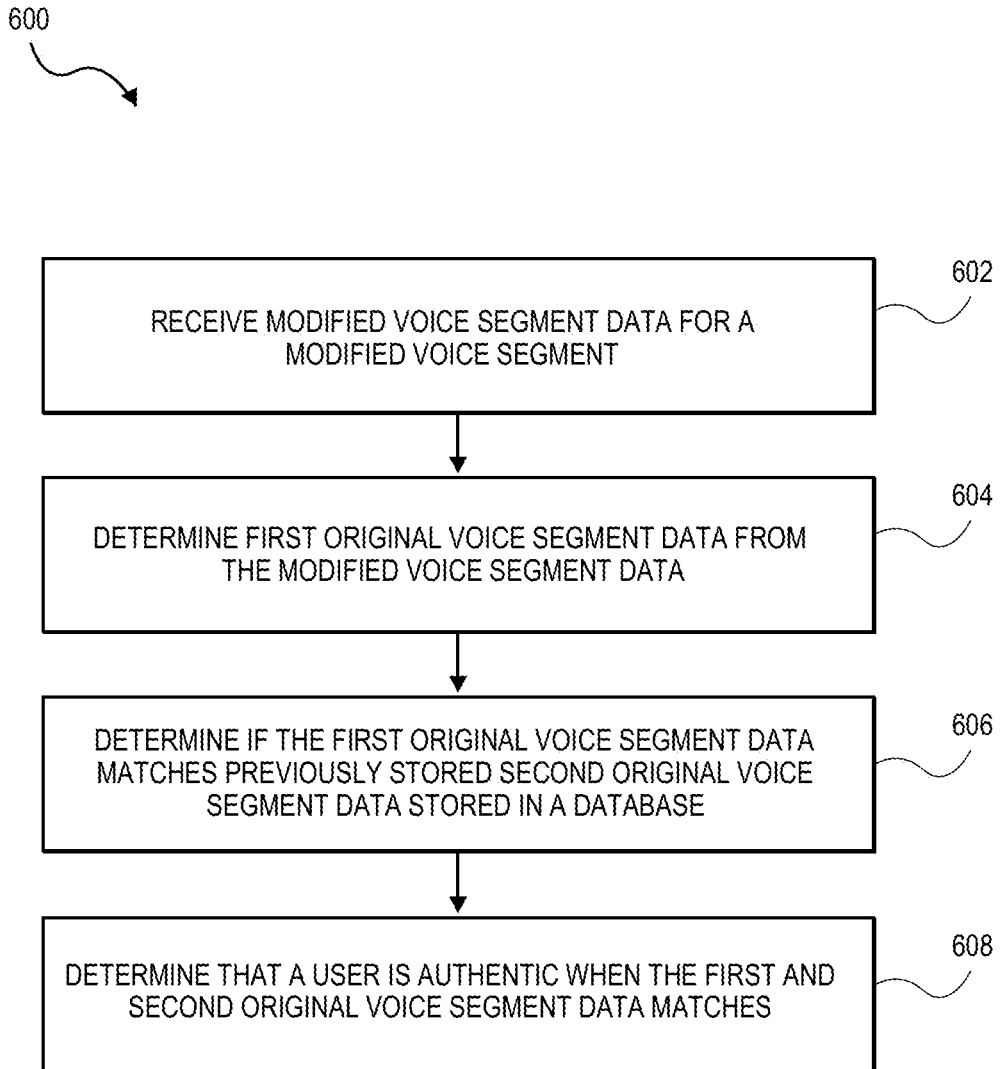 600
602
RECEIVE MODIFIED VOICE SEGMENT DATA FOR A
MODIFIED VOICE SEGMENT
604
DETERMINE FIRST ORIGINAL VOICE SEGMENT DATA FROM
THE MODIFIED VOICE SEGMENT DATA
606
DETERMINE IF THE FIRST ORIGINAL VOICE SEGMENT DATA
MATCHES PREVIOUSLY STORED SECOND ORIGINAL VOICE
SEGMENT DATA STORED IN A DATABASE
608
DETERMINE THAT A USER IS AUTHENTIC WHEN THE FIRST AND
SECOND ORIGINAL VOICE SEGMENT DATA MATCHES